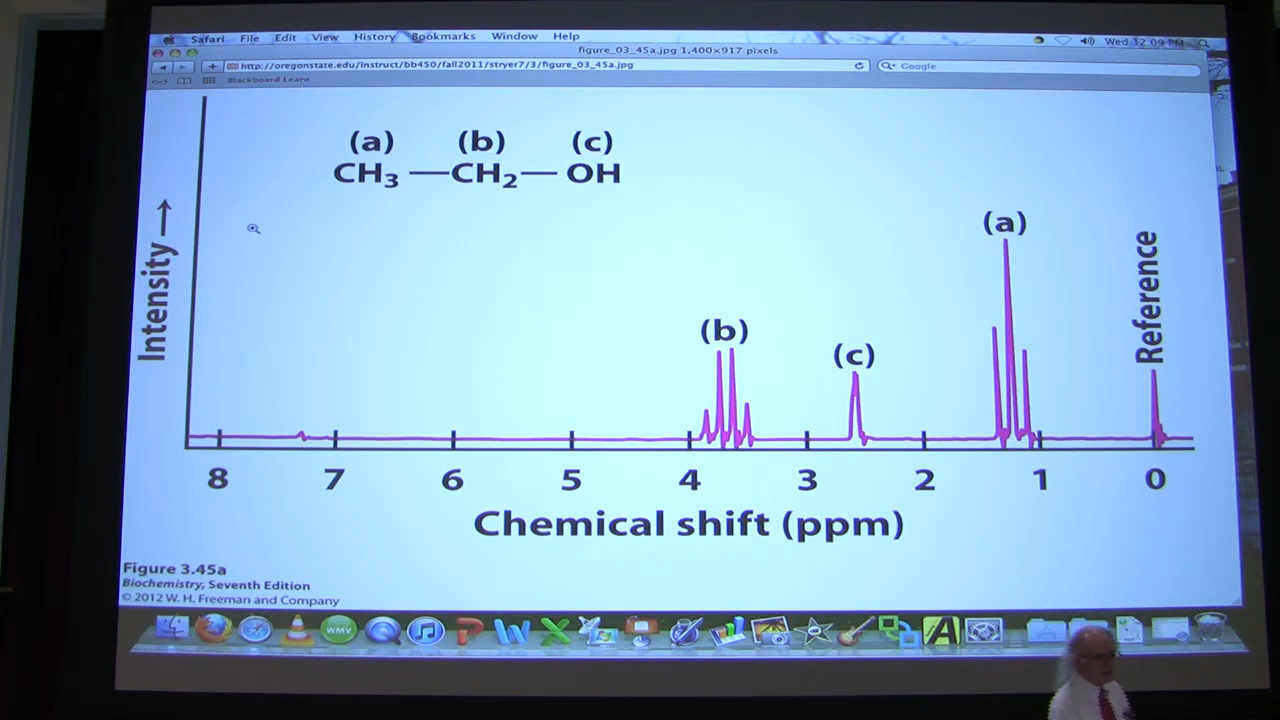 Safari File Edit View History Bookmarks Window Help
Wed 12:09 PM
figure_03_45a.jpg 1,400×917 pixels
http://oregonstate.edu/instruct/bb450/fall2011/stryer7/3/figure_03_45a.jpg
Google
Blackboard Learn
(a) (b) (c)
CH₃ — CH₂ — OH
Intensity →
(a)
Reference
(b)
(c)
8 7 6 5 4 3 2 1 0
Chemical shift (ppm)
Figure 3.45a
Biochemistry, Seventh Edition
© 2012 W. H. Freeman and Company
WMV